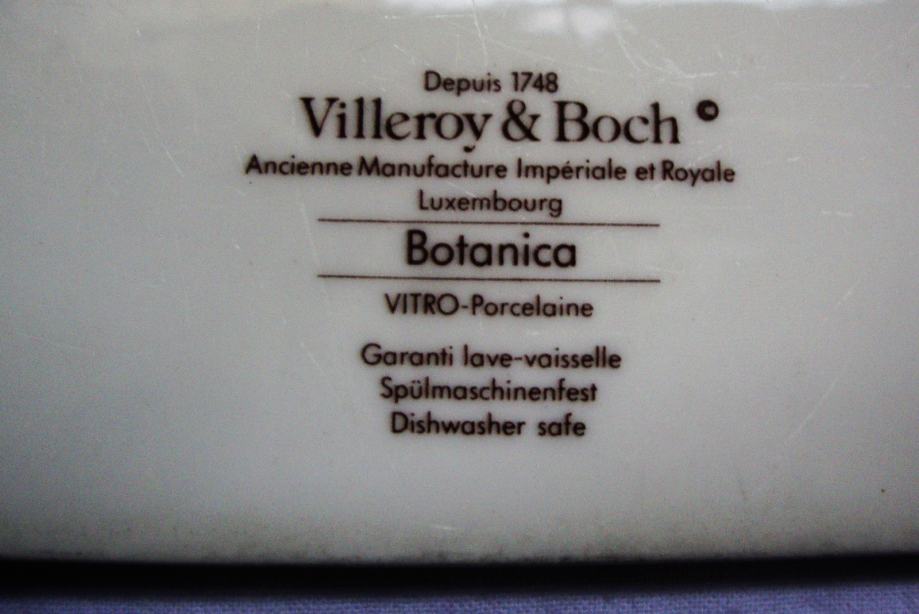 Depuis 1748
Villeroy & Boch ©
Ancienne Manufacture Impériale et Royale
Luxembourg
Botanica
VITRO-Porcelaine
Garanti lave-vaisselle
Spülmaschinenfest
Dishwasher safe